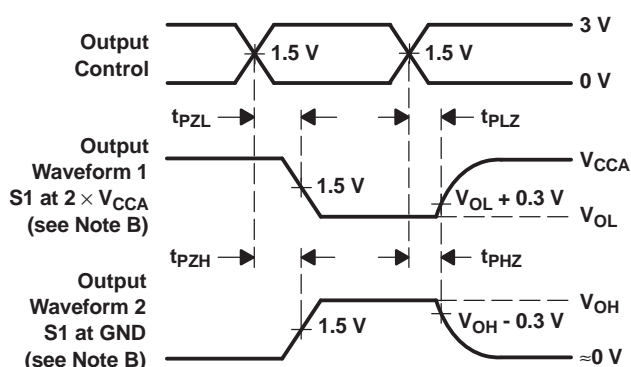 Output
Control
1.5 V
1.5 V
3 V
0 V
tPZL
tPLZ
Output
Waveform 1
S1 at 2 × VCCA
(see Note B)
1.5 V
VCCA
VOL + 0.3 V
VOL
tPZH
tPHZ
Output
Waveform 2
S1 at GND
(see Note B)
1.5 V
VOH
VOH - 0.3 V
≈0 V